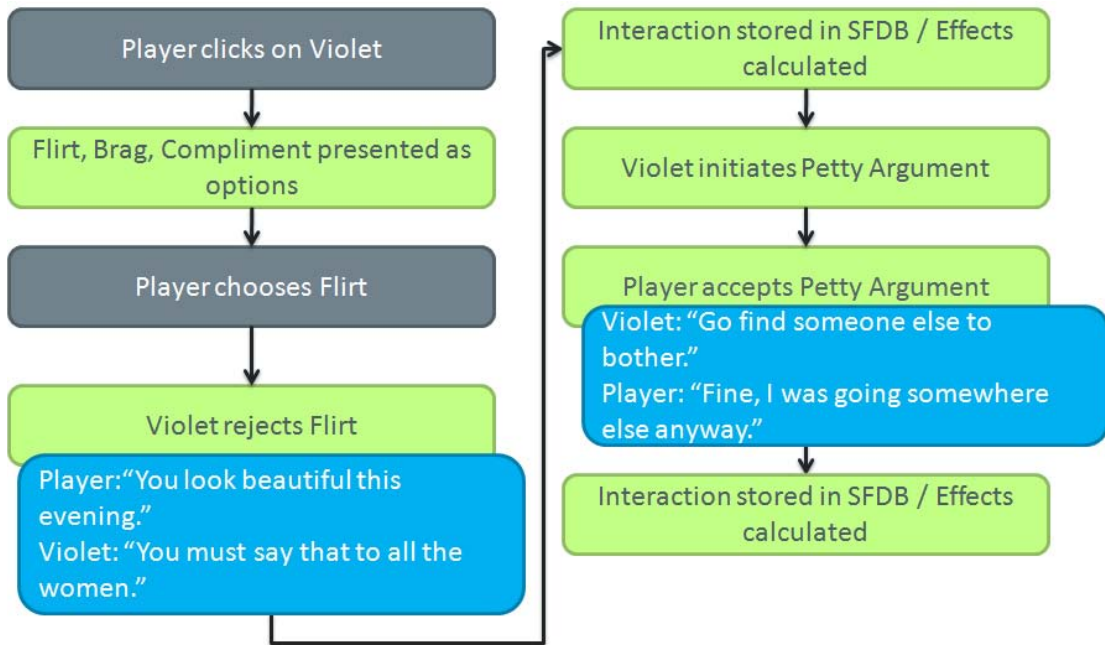 Player clicks on Violet
Flirt, Brag, Compliment presented as
options
Player chooses Flirt
Violet rejects Flirt
Player:“You look beautiful this
evening.”
Violet: “You must say that to all the
women.”
Interaction stored in SFDB / Effects
calculated
Violet initiates Petty Argument
Player accepts Petty Argument
Violet: “Go find someone else to
bother.”
Player: “Fine, I was going somewhere
else anyway.”
Interaction stored in SFDB / Effects
calculated